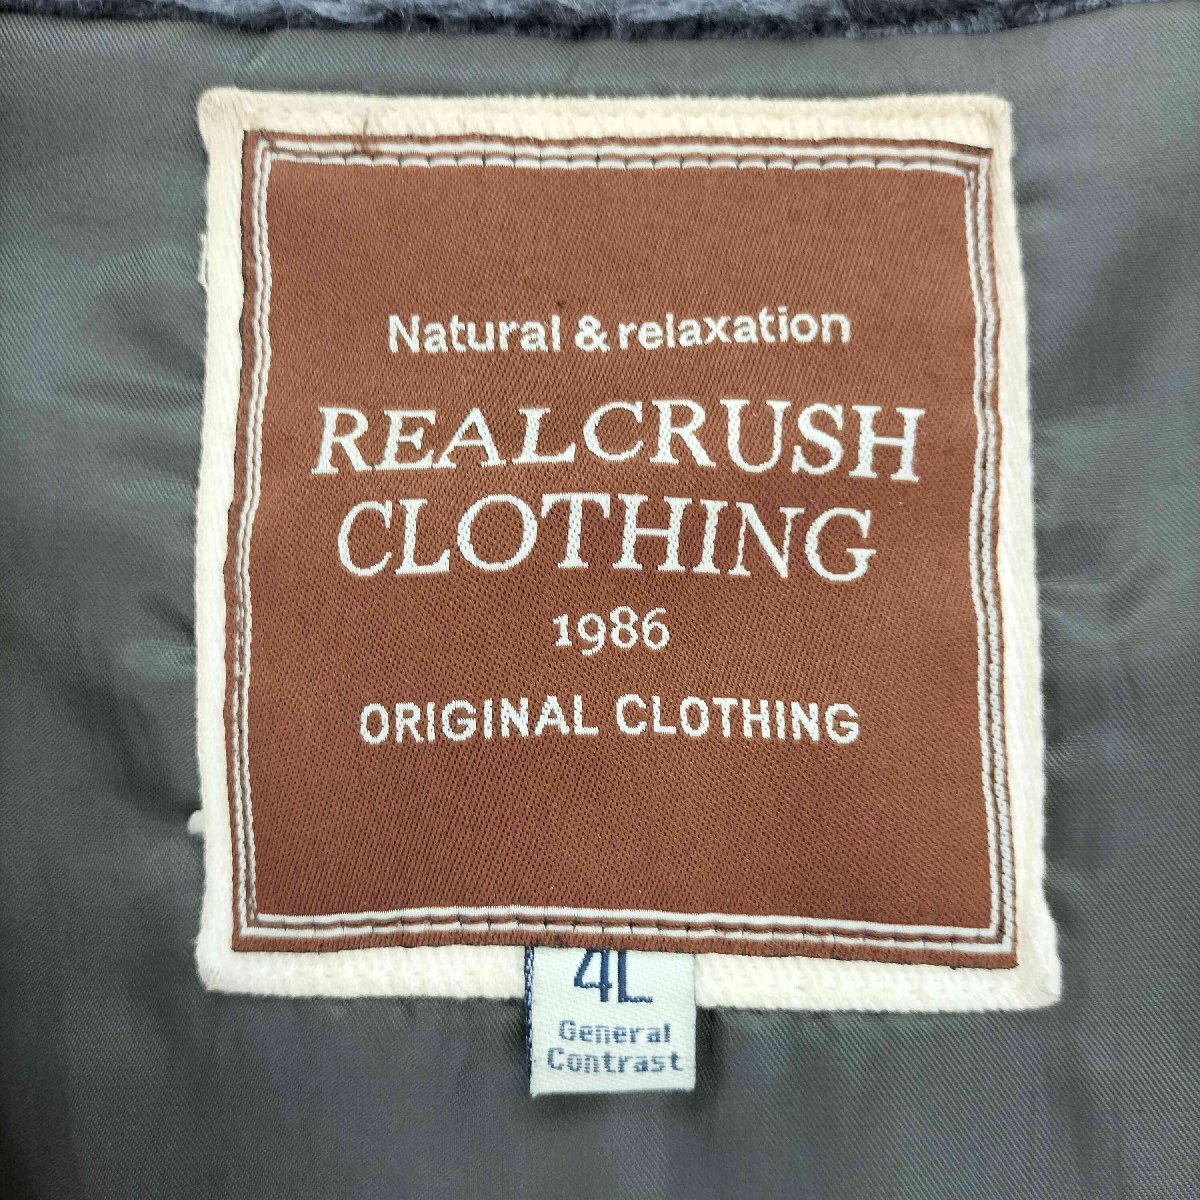 Natural & relaxation
REALCRUSH
CLOTHING
1986
ORIGINAL CLOTHING
4L
General
Contrast